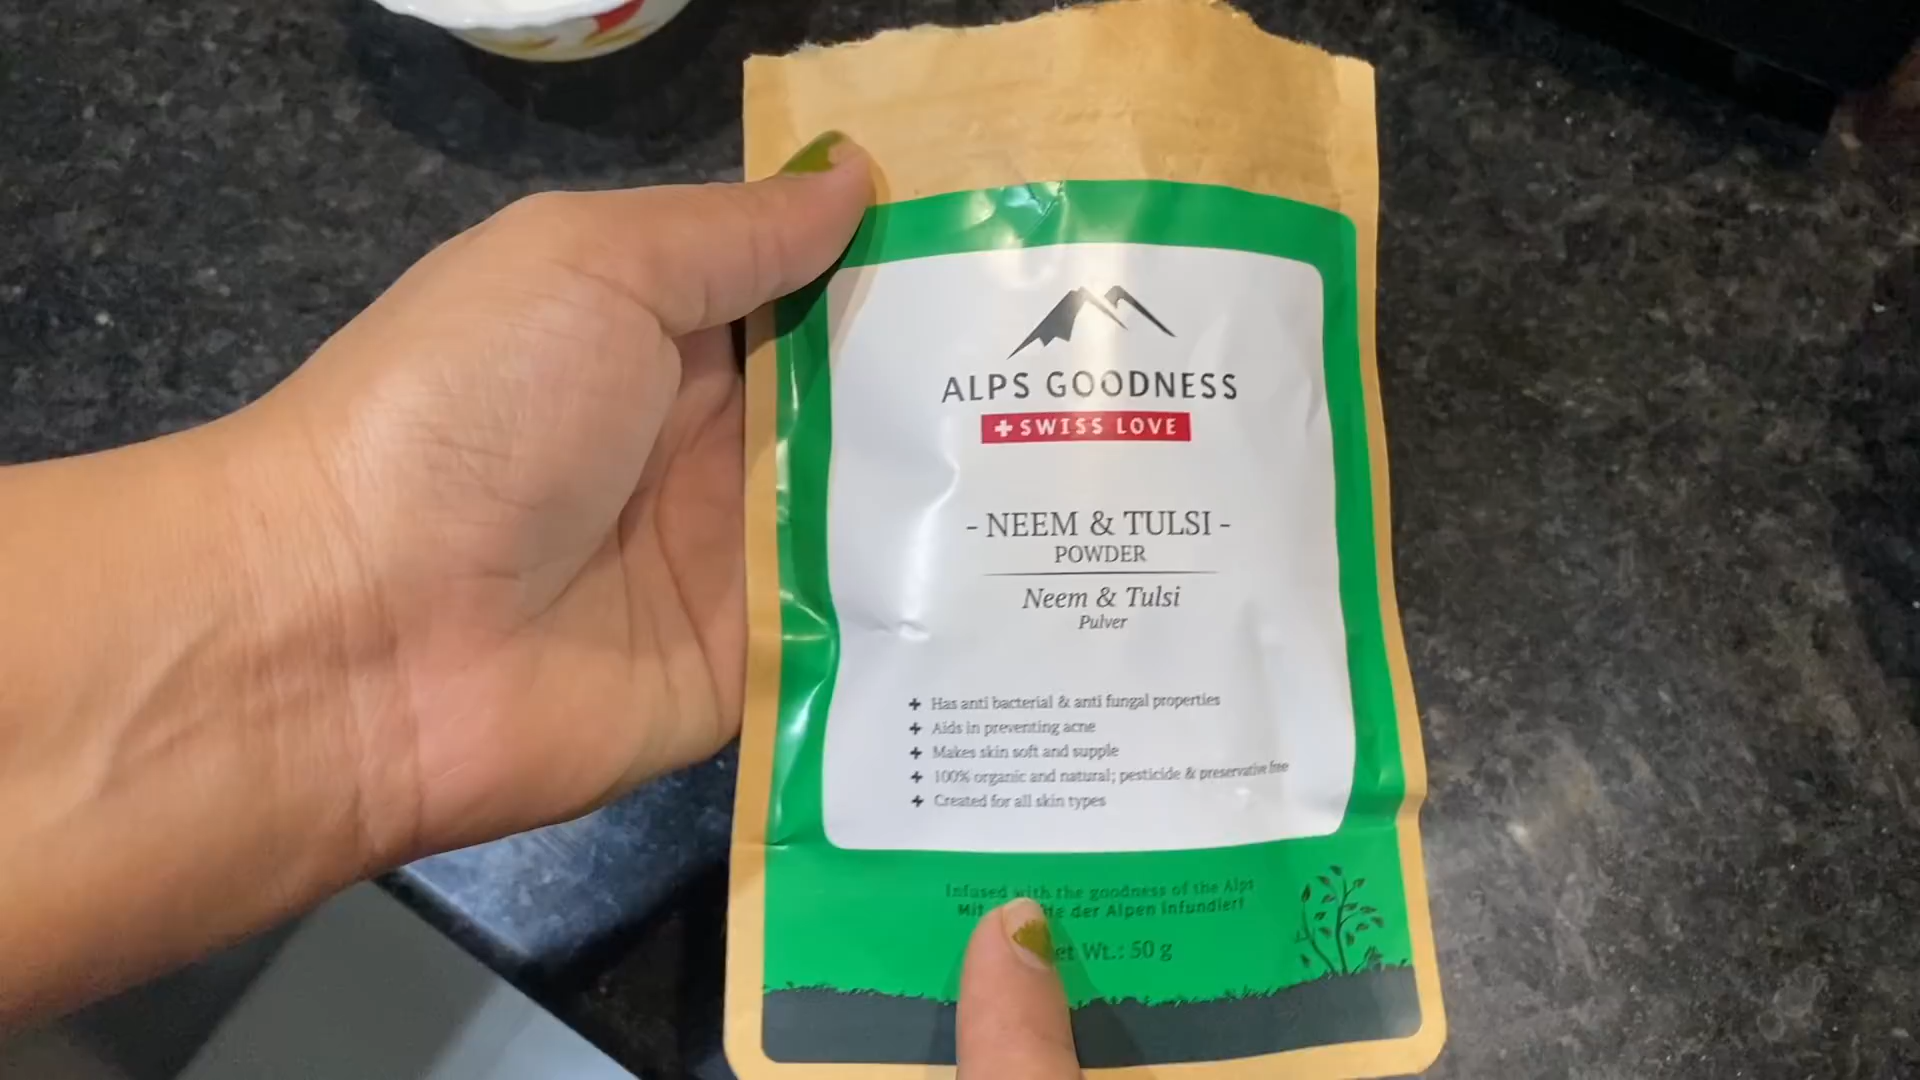 ALPS GOODNESS
SWISS LOVE
- NEEM & TULSI -
POWDER
Neem & Tulsi
Pulver
Has anti bacterial & anti fungal properties
Aids in preventing acne
Makes skin soft and supple
100% organic and natural; pesticide & preservative free
Created for all skin types
Infused with the goodness of the Alps
Mit der Alpen infundiert
Wt.: 50 g